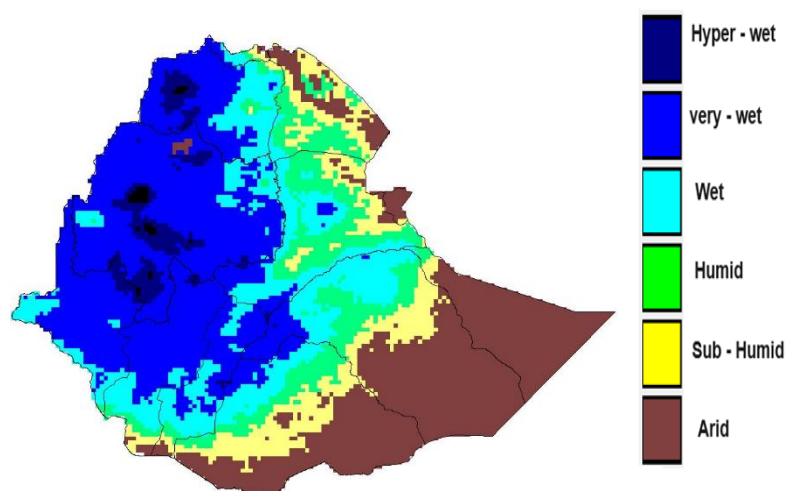 Hyper - wet
very - wet
Wet
Humid
Sub - Humid
Arid